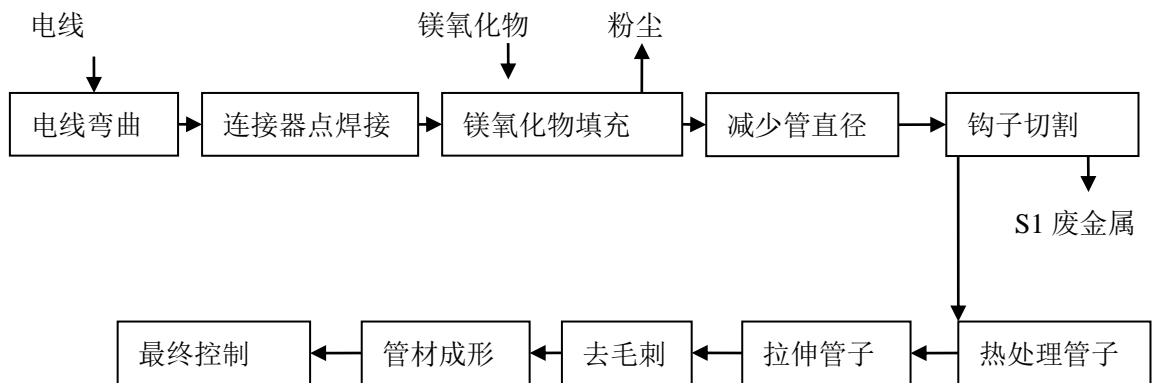 电线
镁氧化物
粉尘
电线弯曲
连接器点焊接
镁氧化物填充
减少管直径
钩子切割
S1 废金属
最终控制
管材成形
去毛刺
拉伸管子
热处理管子